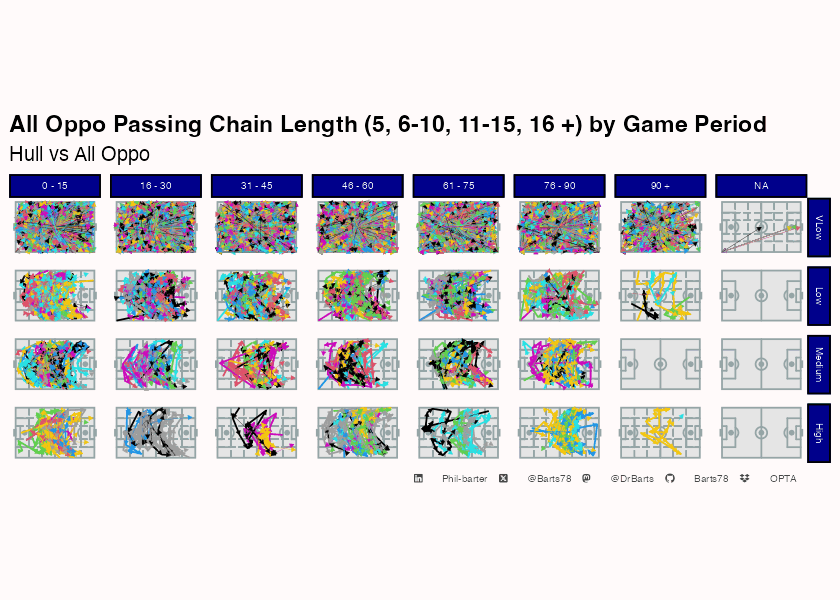 All Oppo Passing Chain Length (5, 6-10, 11-15, 16 +) by Game Period
Hull vs All Oppo
0 - 15 16 - 30 31 - 45 46 - 60 61 - 75 76 - 90 90 + NA
V.Low
Low
Medium
High
Phil-barter @Barts78 @DrBarts Barts78 OPTA